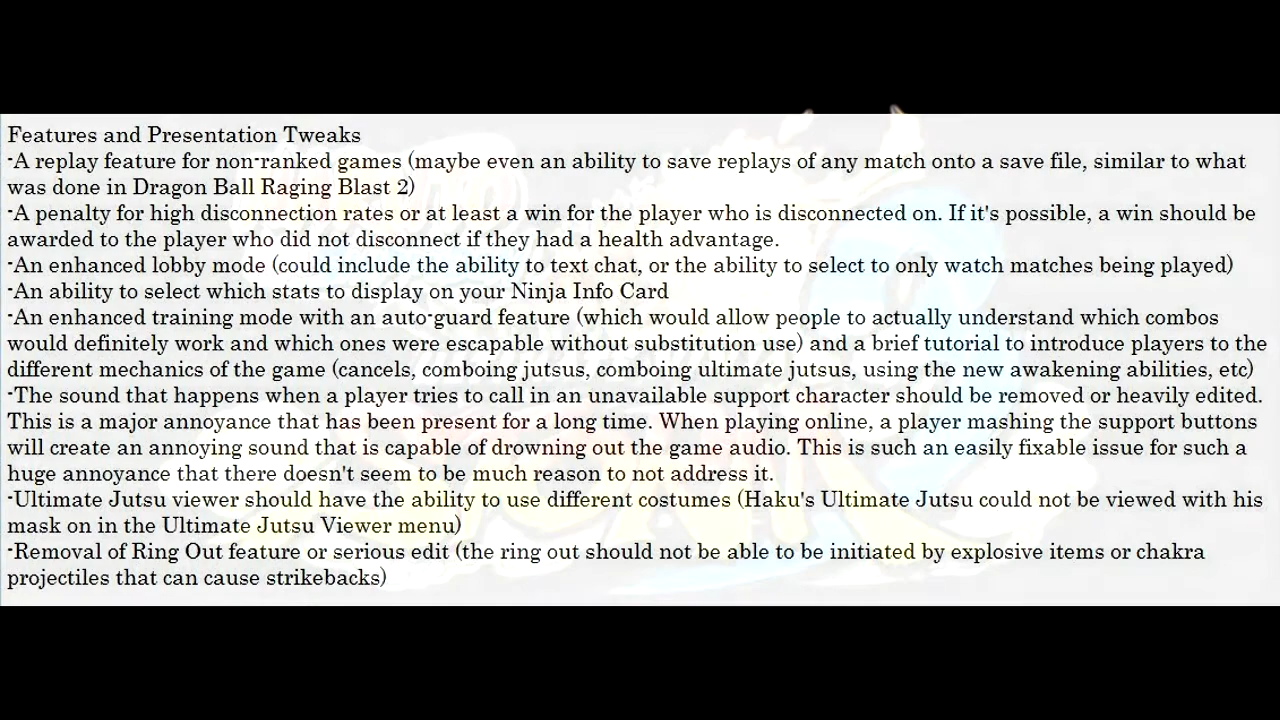 Features and Presentation Tweaks
-A replay feature for non-ranked games (maybe even an ability to save replays of any match onto a save file, similar to what
was done in Dragon Ball Raging Blast 2)
-A penalty for high disconnection rates or at least a win for the player who is disconnected on. If it's possible, a win should be
awarded to the player who did not disconnect if they had a health advantage.
-An enhanced lobby mode (could include the ability to text chat, or the ability to select to only watch matches being played)
-An ability to select which stats to display on your Ninja Info Card
-An enhanced training mode with an auto-guard feature (which would allow people to actually understand which combos
would definitely work and which ones were escapable without substitution use) and a brief tutorial to introduce players to the
different mechanics of the game (cancels, comboing jutsus, comboing ultimate jutsus, using the new awakening abilities, etc)
-The sound that happens when a player tries to call in an unavailable support character should be removed or heavily edited.
This is a major annoyance that has been present for a long time. When playing online, a player mashing the support buttons
will create an annoying sound that is capable of drowning out the game audio. This is such an easily fixable issue for such a
huge annoyance that there doesn't seem to be much reason to not address it.
-Ultimate Jutsu viewer should have the ability to use different costumes (Haku's Ultimate Jutsu could not be viewed with his
mask on in the Ultimate Jutsu Viewer menu)
-Removal of Ring Out feature or serious edit (the ring out should not be able to be initiated by explosive items or chakra
projectiles that can cause strikebacks)